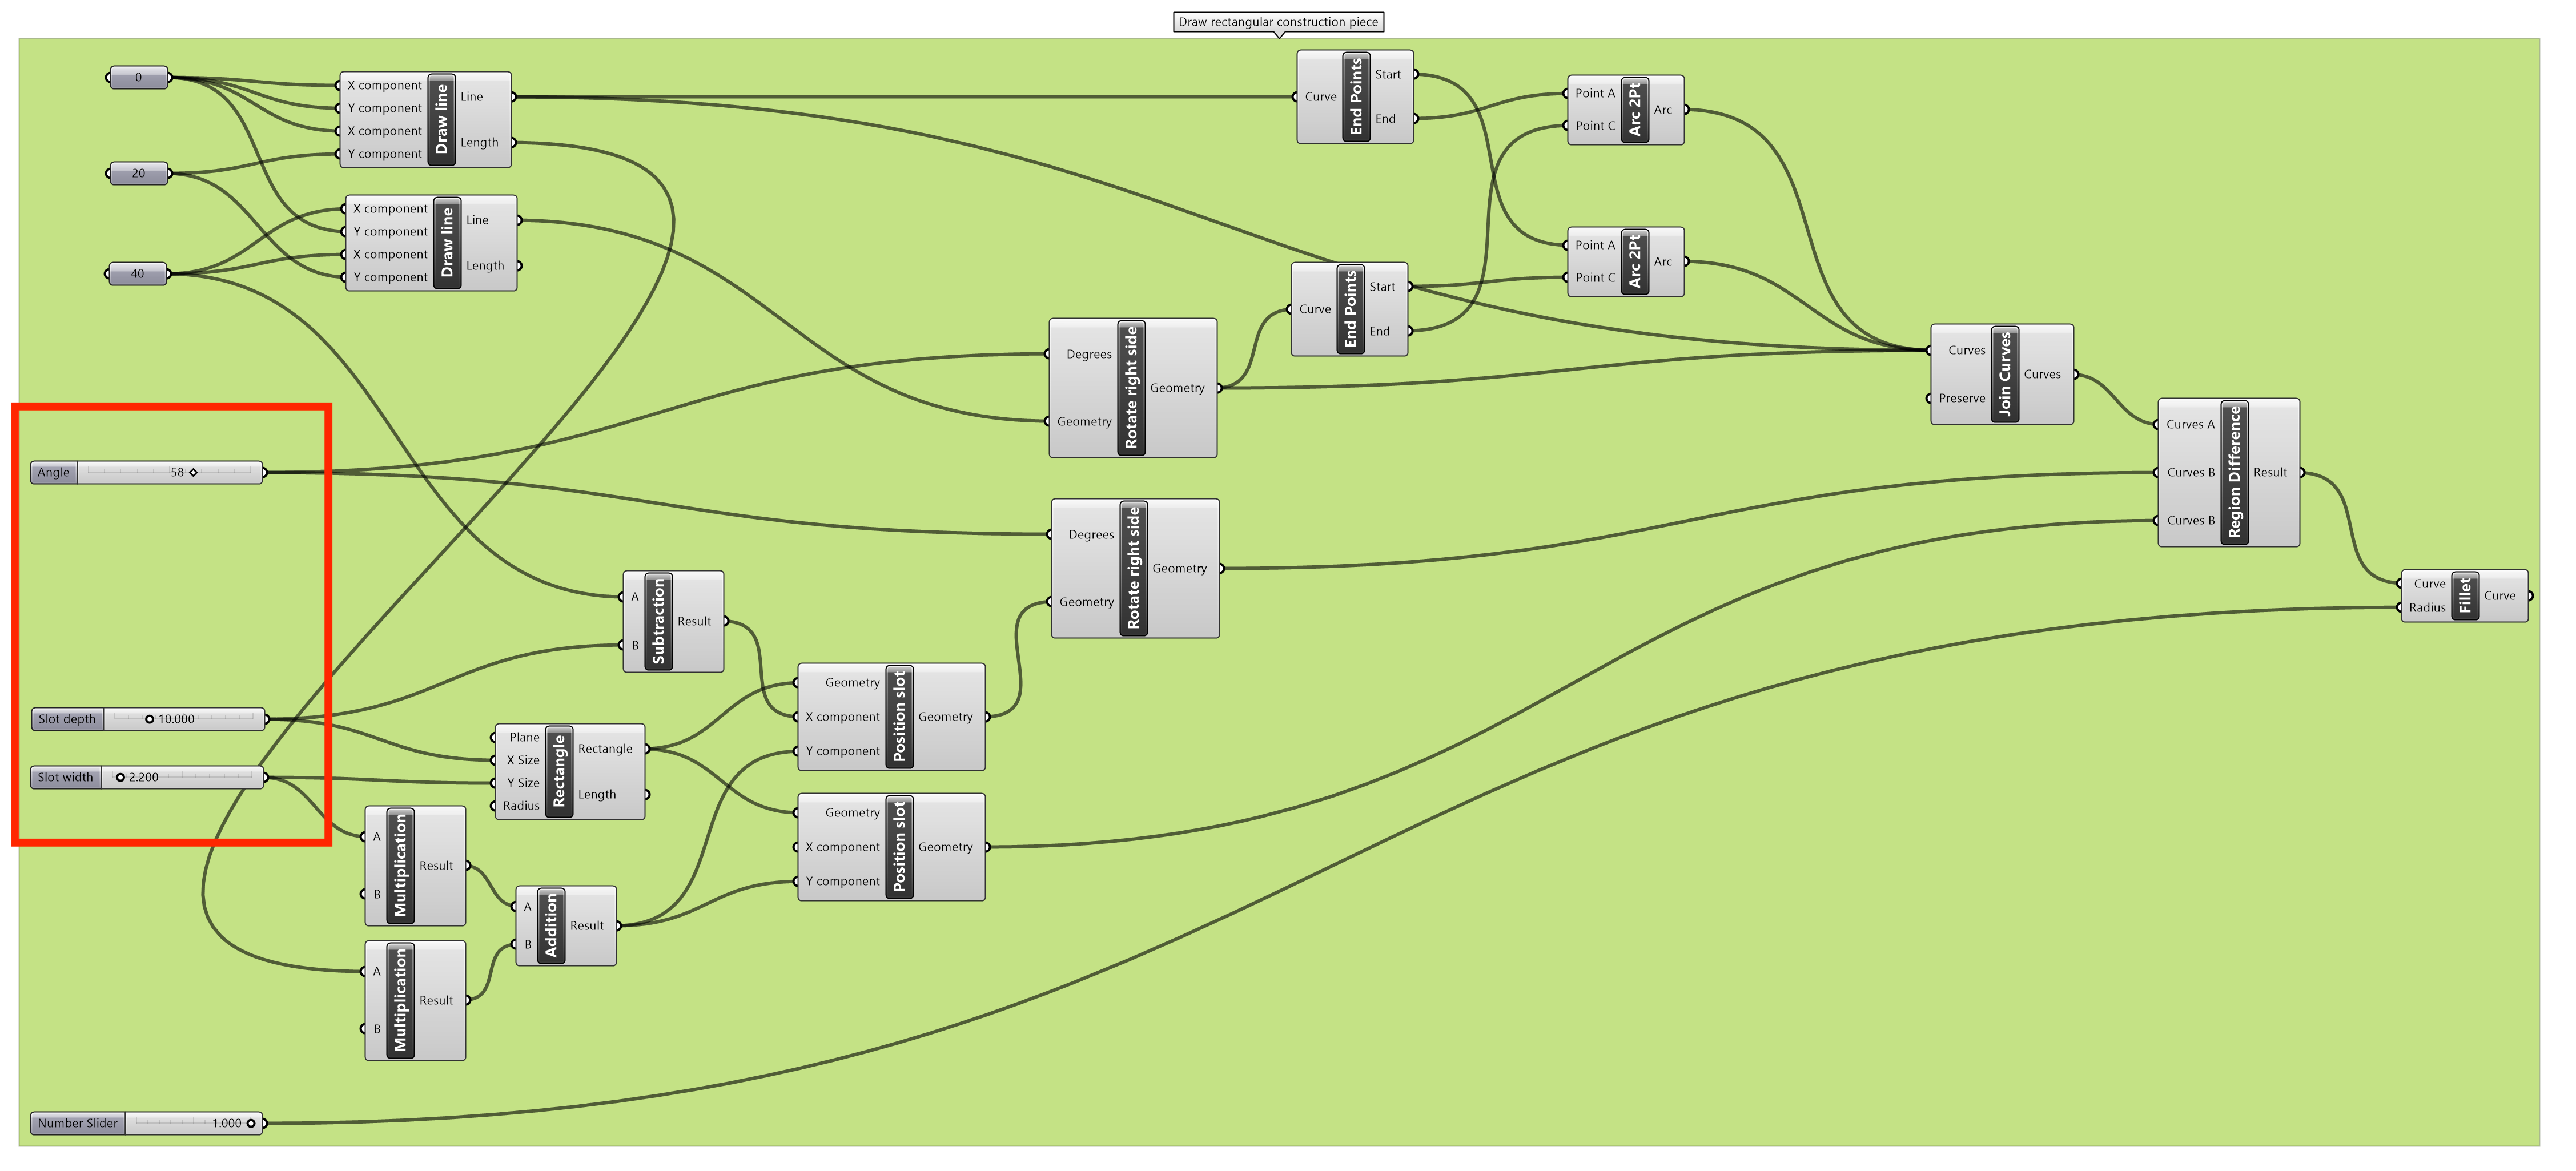 Draw rectangular construction piece
0
20
40
X component
Y component
X component
Y component
Draw line
Line
Length
X component
Y component
X component
Y component
Draw line
Line
Length
Curve
End Points
Start
End
Point A
Point C
Arc 2Pt
Arc
Point A
Point C
Arc 2Pt
Arc
Curve
End Points
Start
End
Degrees
Geometry
Rotate right side
Geometry
Curves
Preserve
Join Curves
Curves
Curves A
Curves B
Curves B
Region Difference
Result
Angle 58
Degrees
Geometry
Rotate right side
Geometry
Curve
Radius
Fillet
Curve
A
B
Subtraction
Result
Slot depth 10.000
Slot width 2.200
Plane
X Size
Y Size
Radius
Rectangle
Rectangle
Length
Geometry
X component
Y component
Position slot
Geometry
Geometry
X component
Y component
Position slot
Geometry
A
B
Multiplication
Result
A
B
Addition
Result
A
B
Multiplication
Result
Number Slider 1.000